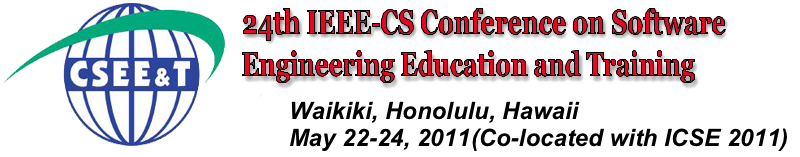 CSEE&T
24th IEEE-CS Conference on Software
Engineering Education and Training
Waikiki, Honolulu, Hawaii
May 22-24, 2011(Co-located with ICSE 2011)